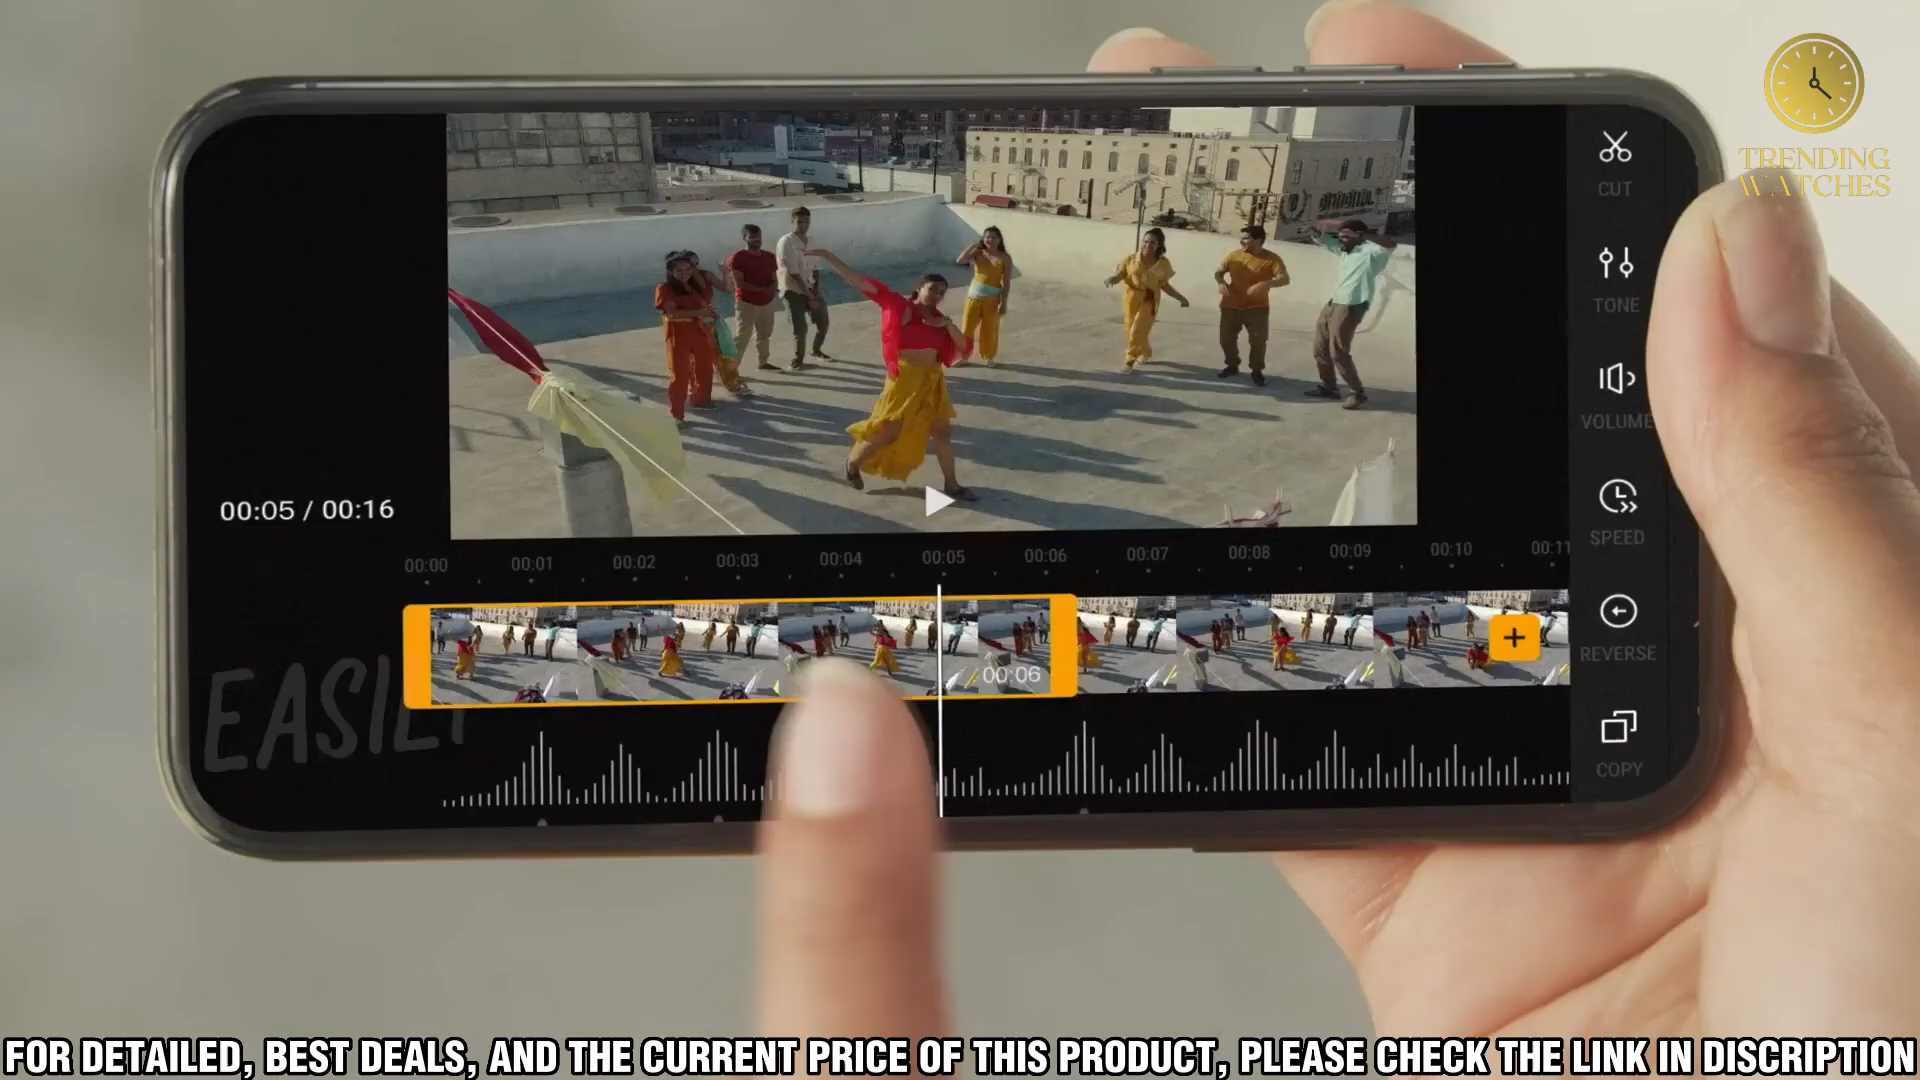 TRENDING
WATCHES
CUT
TONE
VOLUME
SPEED
REVERSE
COPY
00:05 / 00:16
00:00 00:01 00:02 00:03 00:04 00:05 00:06 00:07 00:08 00:09 00:10 00:11
00:06
EASILY
FOR DETAILED, BEST DEALS, AND THE CURRENT PRICE OF THIS PRODUCT, PLEASE CHECK THE LINK IN DISCRIPTION